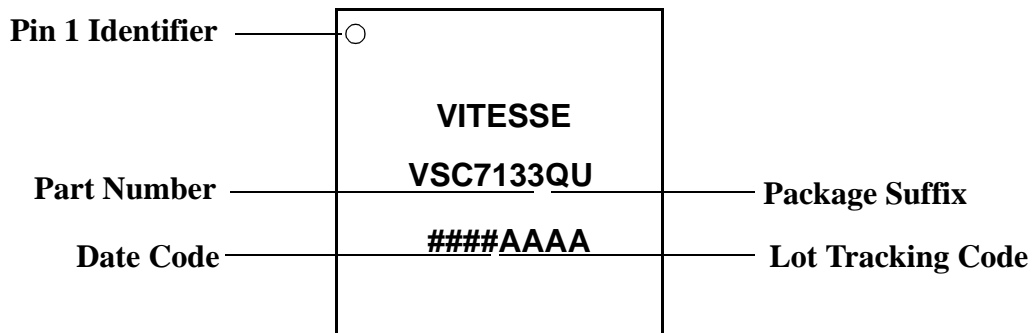 Pin 1 Identifier
VITESSE
VSC7133QU
Part Number
Package Suffix
####AAAA
Date Code
Lot Tracking Code